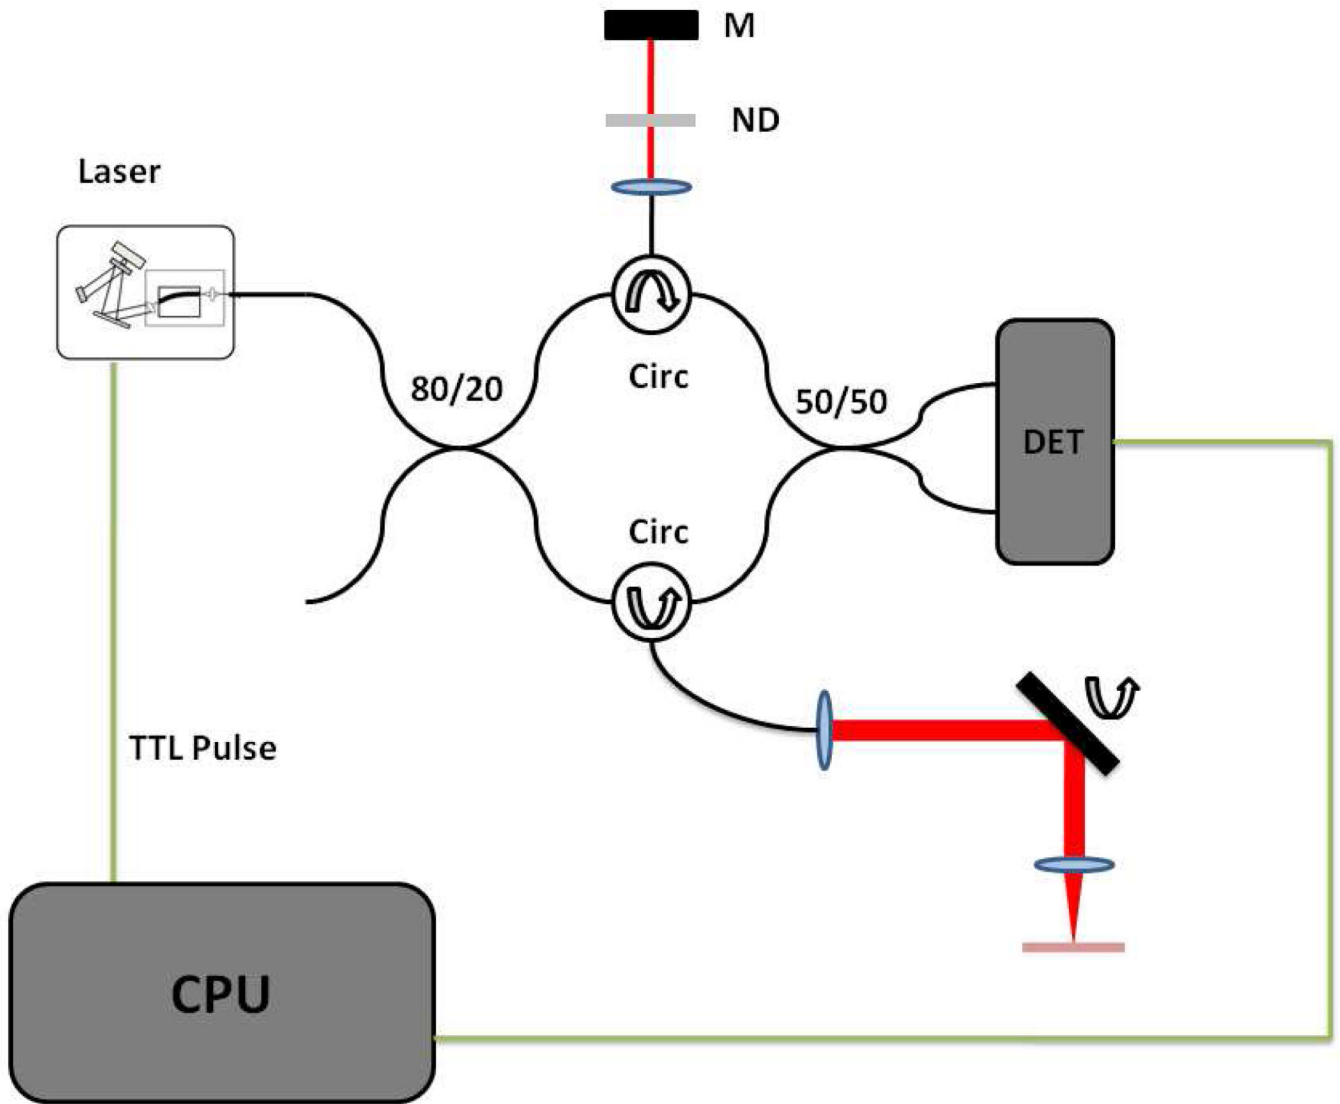 M
ND
Laser
Circ
80/20
50/50
DET
Circ
TTL Pulse
CPU